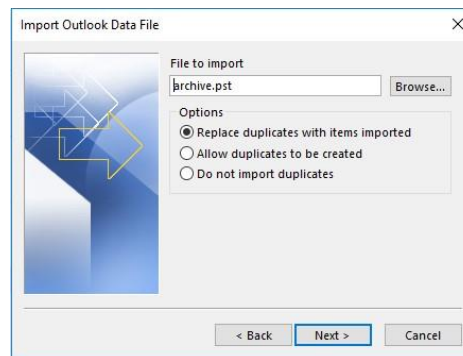 Import Outlook Data File
File to import
archive.pst
Browse...
Options
Replace duplicates with items imported
Allow duplicates to be created
Do not import duplicates
< Back Next > Cancel